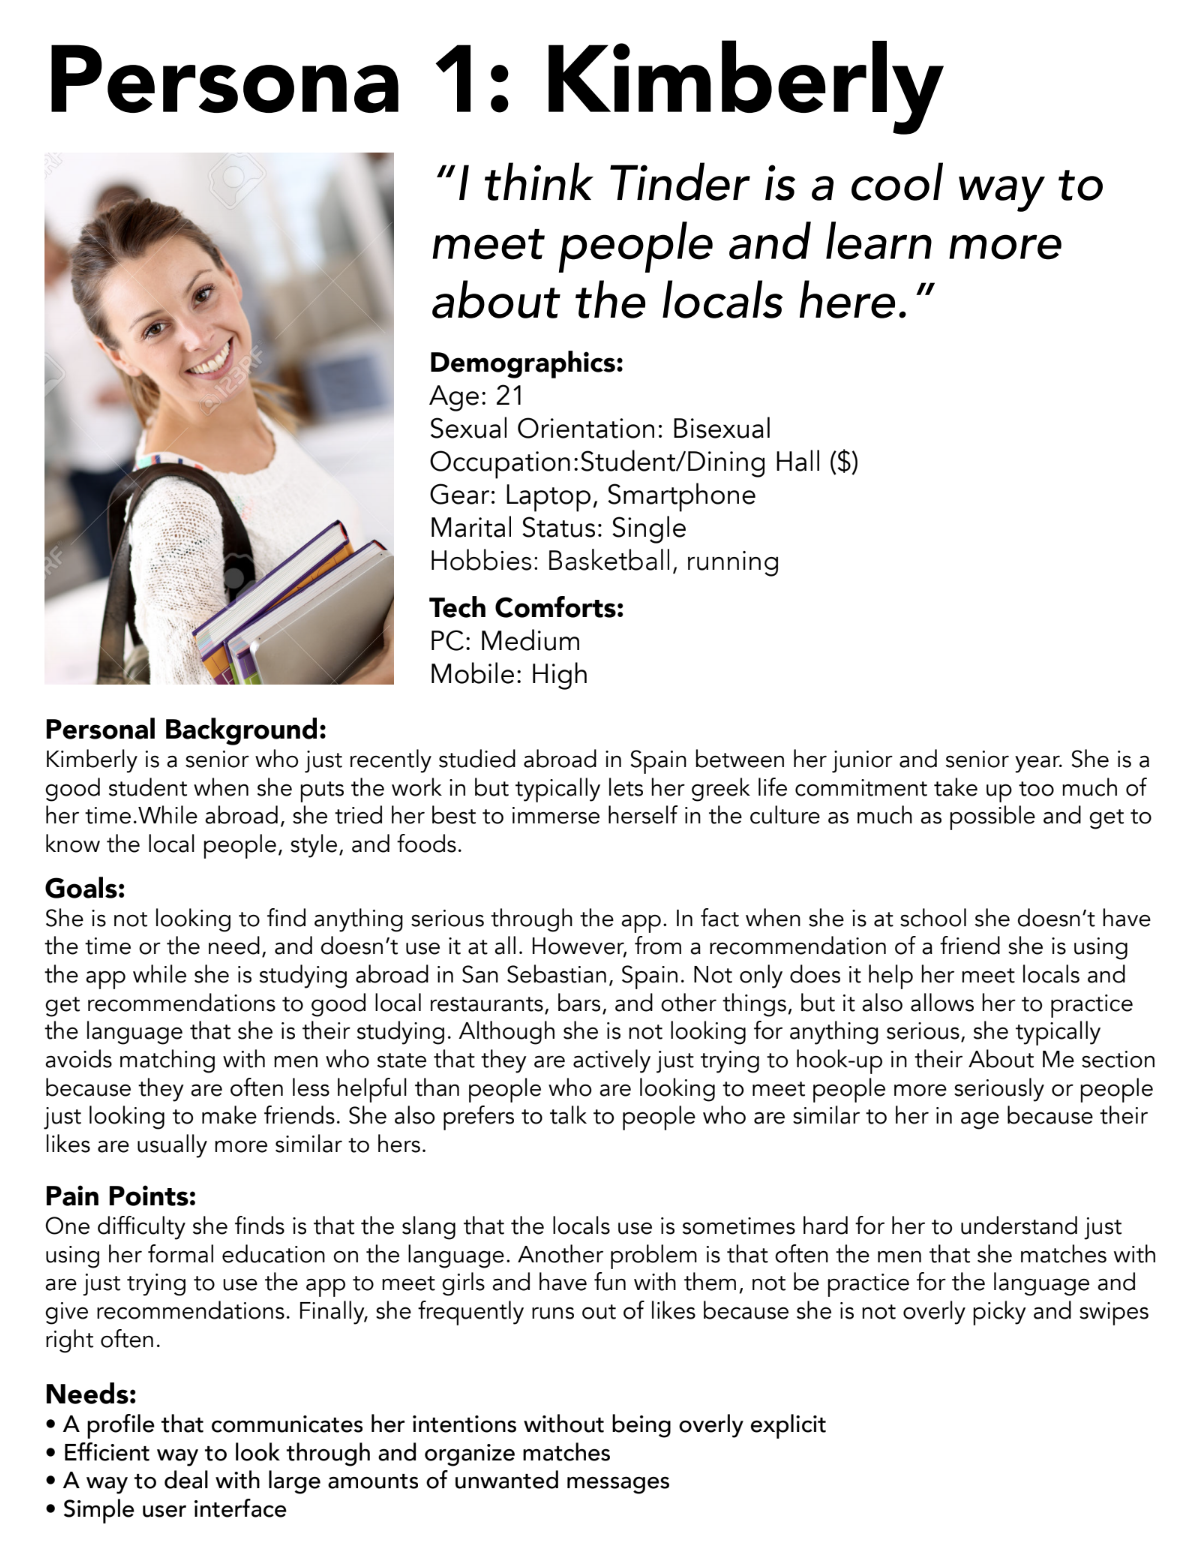 Persona 1: Kimberly
“I think Tinder is a cool way to
meet people and learn more
about the locals here.”
Demographics:
Age: 21
Sexual Orientation: Bisexual
Occupation:Student/Dining Hall ($)
Gear: Laptop, Smartphone
Marital Status: Single
Hobbies: Basketball, running
Tech Comforts:
PC: Medium
Mobile: High
123RF
Personal Background:
Kimberly is a senior who just recently studied abroad in Spain between her junior and senior year. She is a
good student when she puts the work in but typically lets her greek life commitment take up too much of
her time.While abroad, she tried her best to immerse herself in the culture as much as possible and get to
know the local people, style, and foods.
Goals:
She is not looking to find anything serious through the app. In fact when she is at school she doesn’t have
the time or the need, and doesn’t use it at all. However, from a recommendation of a friend she is using
the app while she is studying abroad in San Sebastian, Spain. Not only does it help her meet locals and
get recommendations to good local restaurants, bars, and other things, but it also allows her to practice
the language that she is their studying. Although she is not looking for anything serious, she typically
avoids matching with men who state that they are actively just trying to hook-up in their About Me section
because they are often less helpful than people who are looking to meet people more seriously or people
just looking to make friends. She also prefers to talk to people who are similar to her in age because their
likes are usually more similar to hers.
Pain Points:
One difficulty she finds is that the slang that the locals use is sometimes hard for her to understand just
using her formal education on the language. Another problem is that often the men that she matches with
are just trying to use the app to meet girls and have fun with them, not be practice for the language and
give recommendations. Finally, she frequently runs out of likes because she is not overly picky and swipes
right often.
Needs:
• A profile that communicates her intentions without being overly explicit
• Efficient way to look through and organize matches
• A way to deal with large amounts of unwanted messages
• Simple user interface